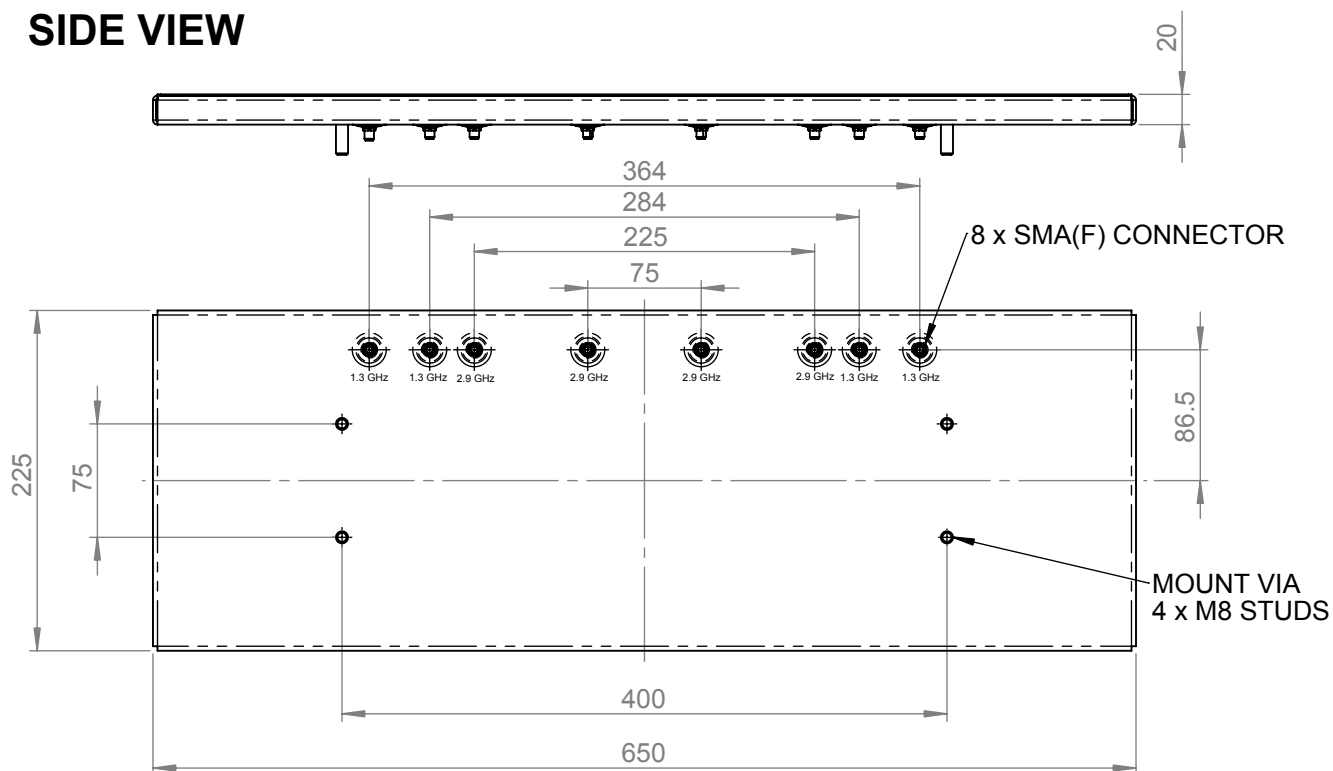 SIDE VIEW
20
364
284
225
75
8 x SMA(F) CONNECTOR
1.3 GHz 1.3 GHz 2.9 GHz 2.9 GHz 2.9 GHz 2.9 GHz 1.3 GHz 1.3 GHz
86.5
225
75
MOUNT VIA
4 x M8 STUDS
400
650